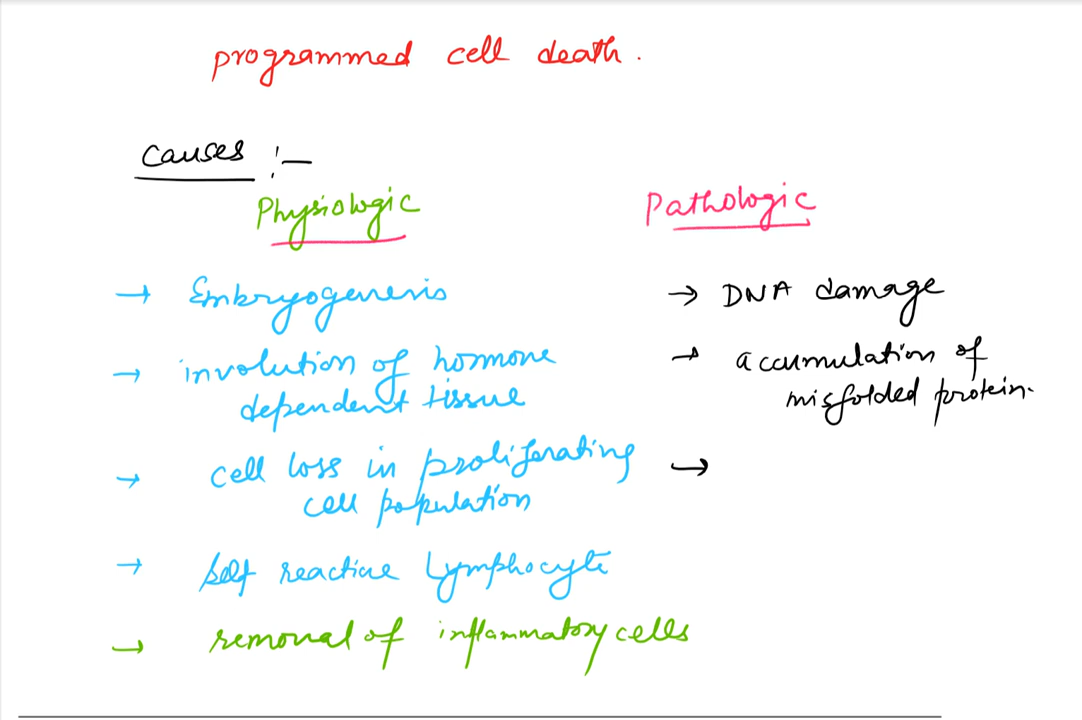 programmed cell death.
Causes :-
Physiologic
Pathologic
→ Embryogenesis
→ involution of hormone
dependent tissue
→ cell loss in proliferating
cell population
→ self reactive Lymphocyte
→ removal of inflammatory cells
→ DNA damage
→ accumulation of
misfolded protein.
→